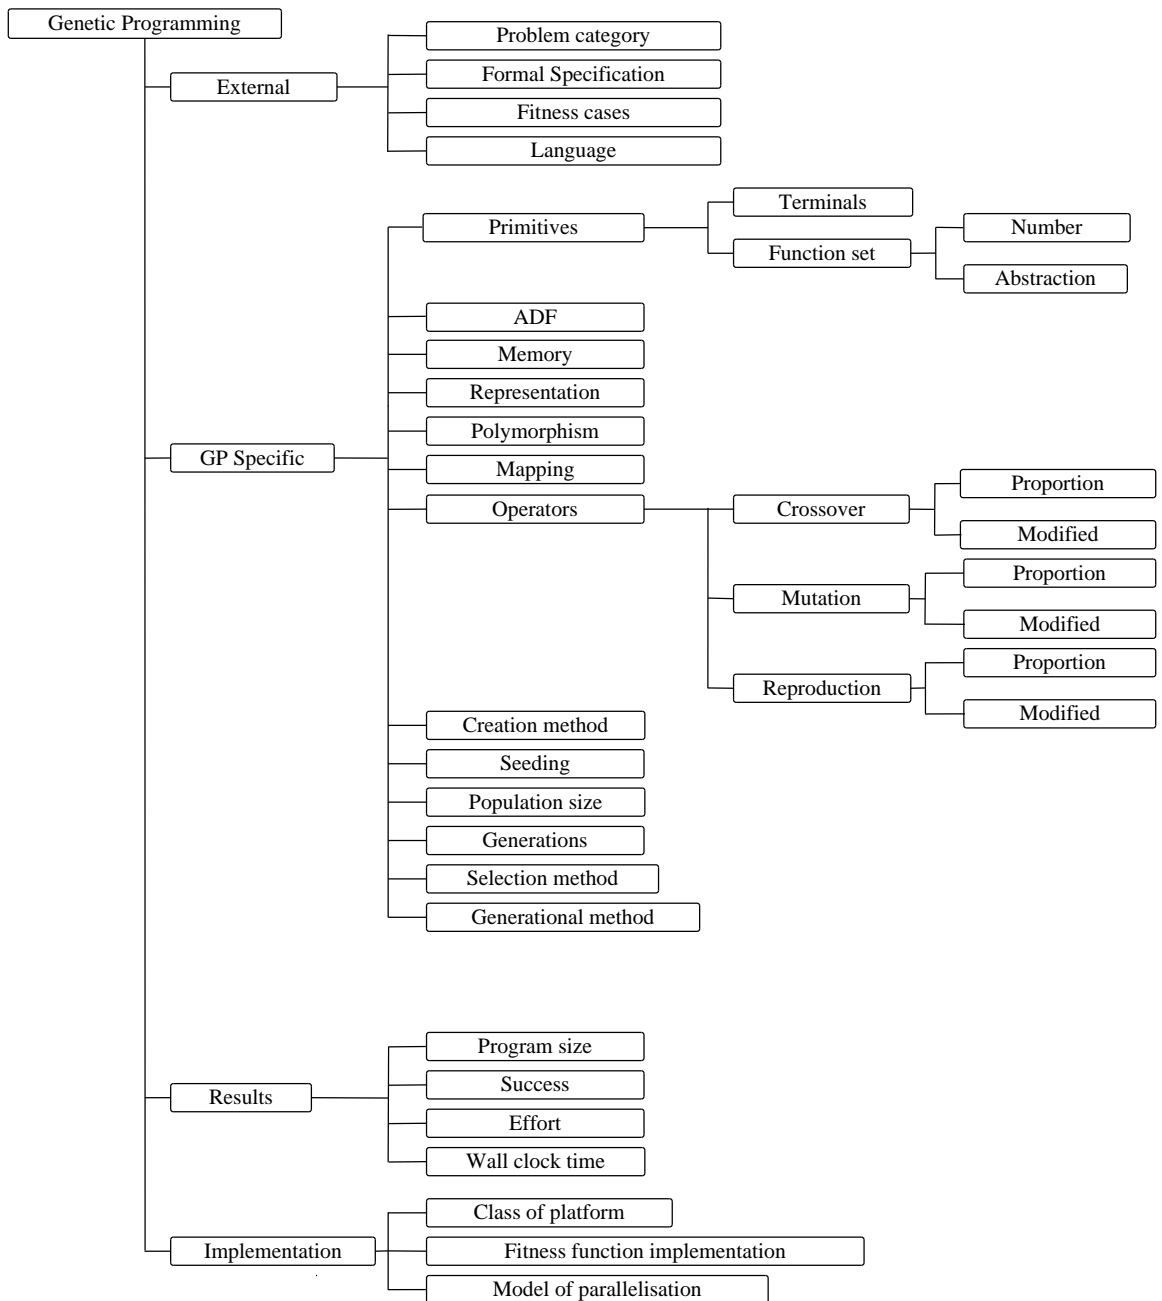 Genetic Programming
External
Problem category
Formal Specification
Fitness cases
Language
GP Specific
Primitives
Terminals
Function set
Number
Abstraction
ADF
Memory
Representation
Polymorphism
Mapping
Operators
Crossover
Proportion
Modified
Mutation
Proportion
Modified
Reproduction
Proportion
Modified
Creation method
Seeding
Population size
Generations
Selection method
Generational method
Results
Program size
Success
Effort
Wall clock time
Implementation
Class of platform
Fitness function implementation
Model of parallelisation